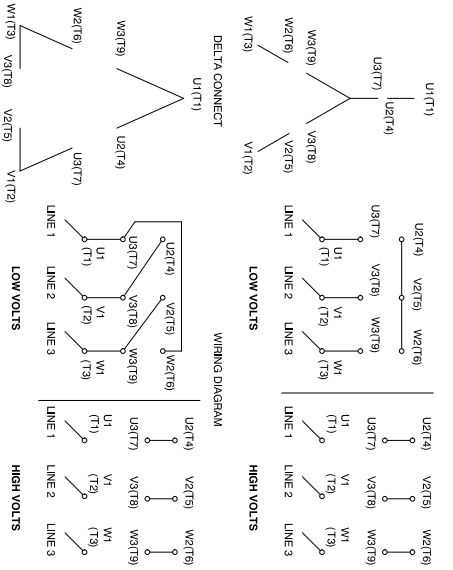 U1(T1)
U2(T4)
U3(T7)
W3(T9) V3(T8)
W2(T6) V2(T5)
W1(T3) V1(T2)
U2(T4) V2(T5) W2(T6)
U3(T7) V3(T8) W3(T9)
U1 V1 W1
(T1) (T2) (T3)
LINE 1 LINE 2 LINE 3
LOW VOLTS
U2(T4) V2(T5) W2(T6)
U3(T7) V3(T8) W3(T9)
U1 V1 W1
(T1) (T2) (T3)
LINE 1 LINE 2 LINE 3
HIGH VOLTS
DELTA CONNECT WIRING DIAGRAM
U1(T1)
W3(T9) U2(T4)
W2(T6) U3(T7)
W1(T3) V3(T8) V2(T5) V1(T2)
U2(T4) V2(T5) W2(T6)
U3(T7) V3(T8) W3(T9)
U1 V1 W1
(T1) (T2) (T3)
LINE 1 LINE 2 LINE 3
LOW VOLTS
U2(T4) V2(T5) W2(T6)
U3(T7) V3(T8) W3(T9)
U1 V1 W1
(T1) (T2) (T3)
LINE 1 LINE 2 LINE 3
HIGH VOLTS